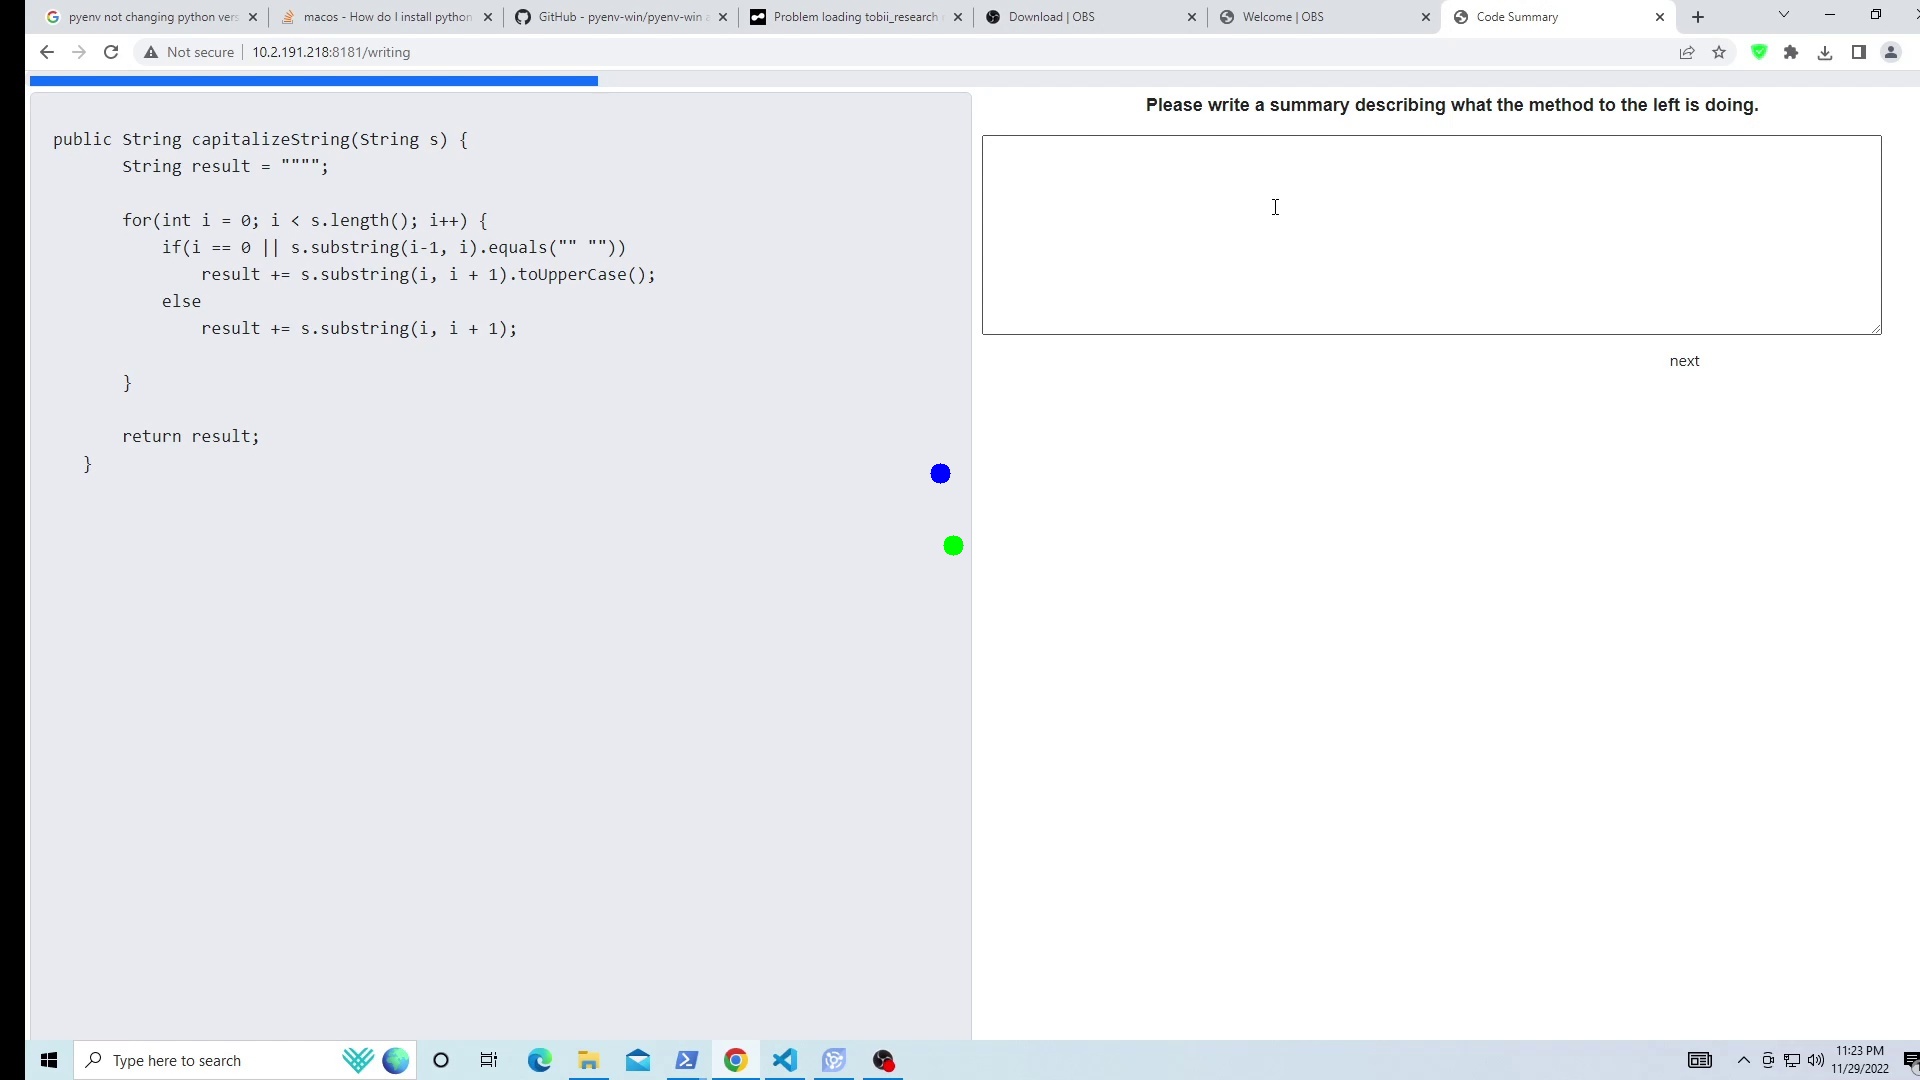 pyenv not changing python vers
macos - How do I install python
GitHub - pyenv-win/pyenv-win a
Problem loading tobii_research
Download | OBS
Welcome | OBS
Code Summary
Not secure
10.2.191.218:8181/writing
public String capitalizeString(String s) {
String result = """";
for(int i = 0; i < s.length(); i++) {
if(i == 0 || s.substring(i-1, i).equals("" ""))
result += s.substring(i, i + 1).toUpperCase();
else
result += s.substring(i, i + 1);
}
return result;
}
Please write a summary describing what the method to the left is doing.
next
Type here to search
11:23 PM
11/29/2022